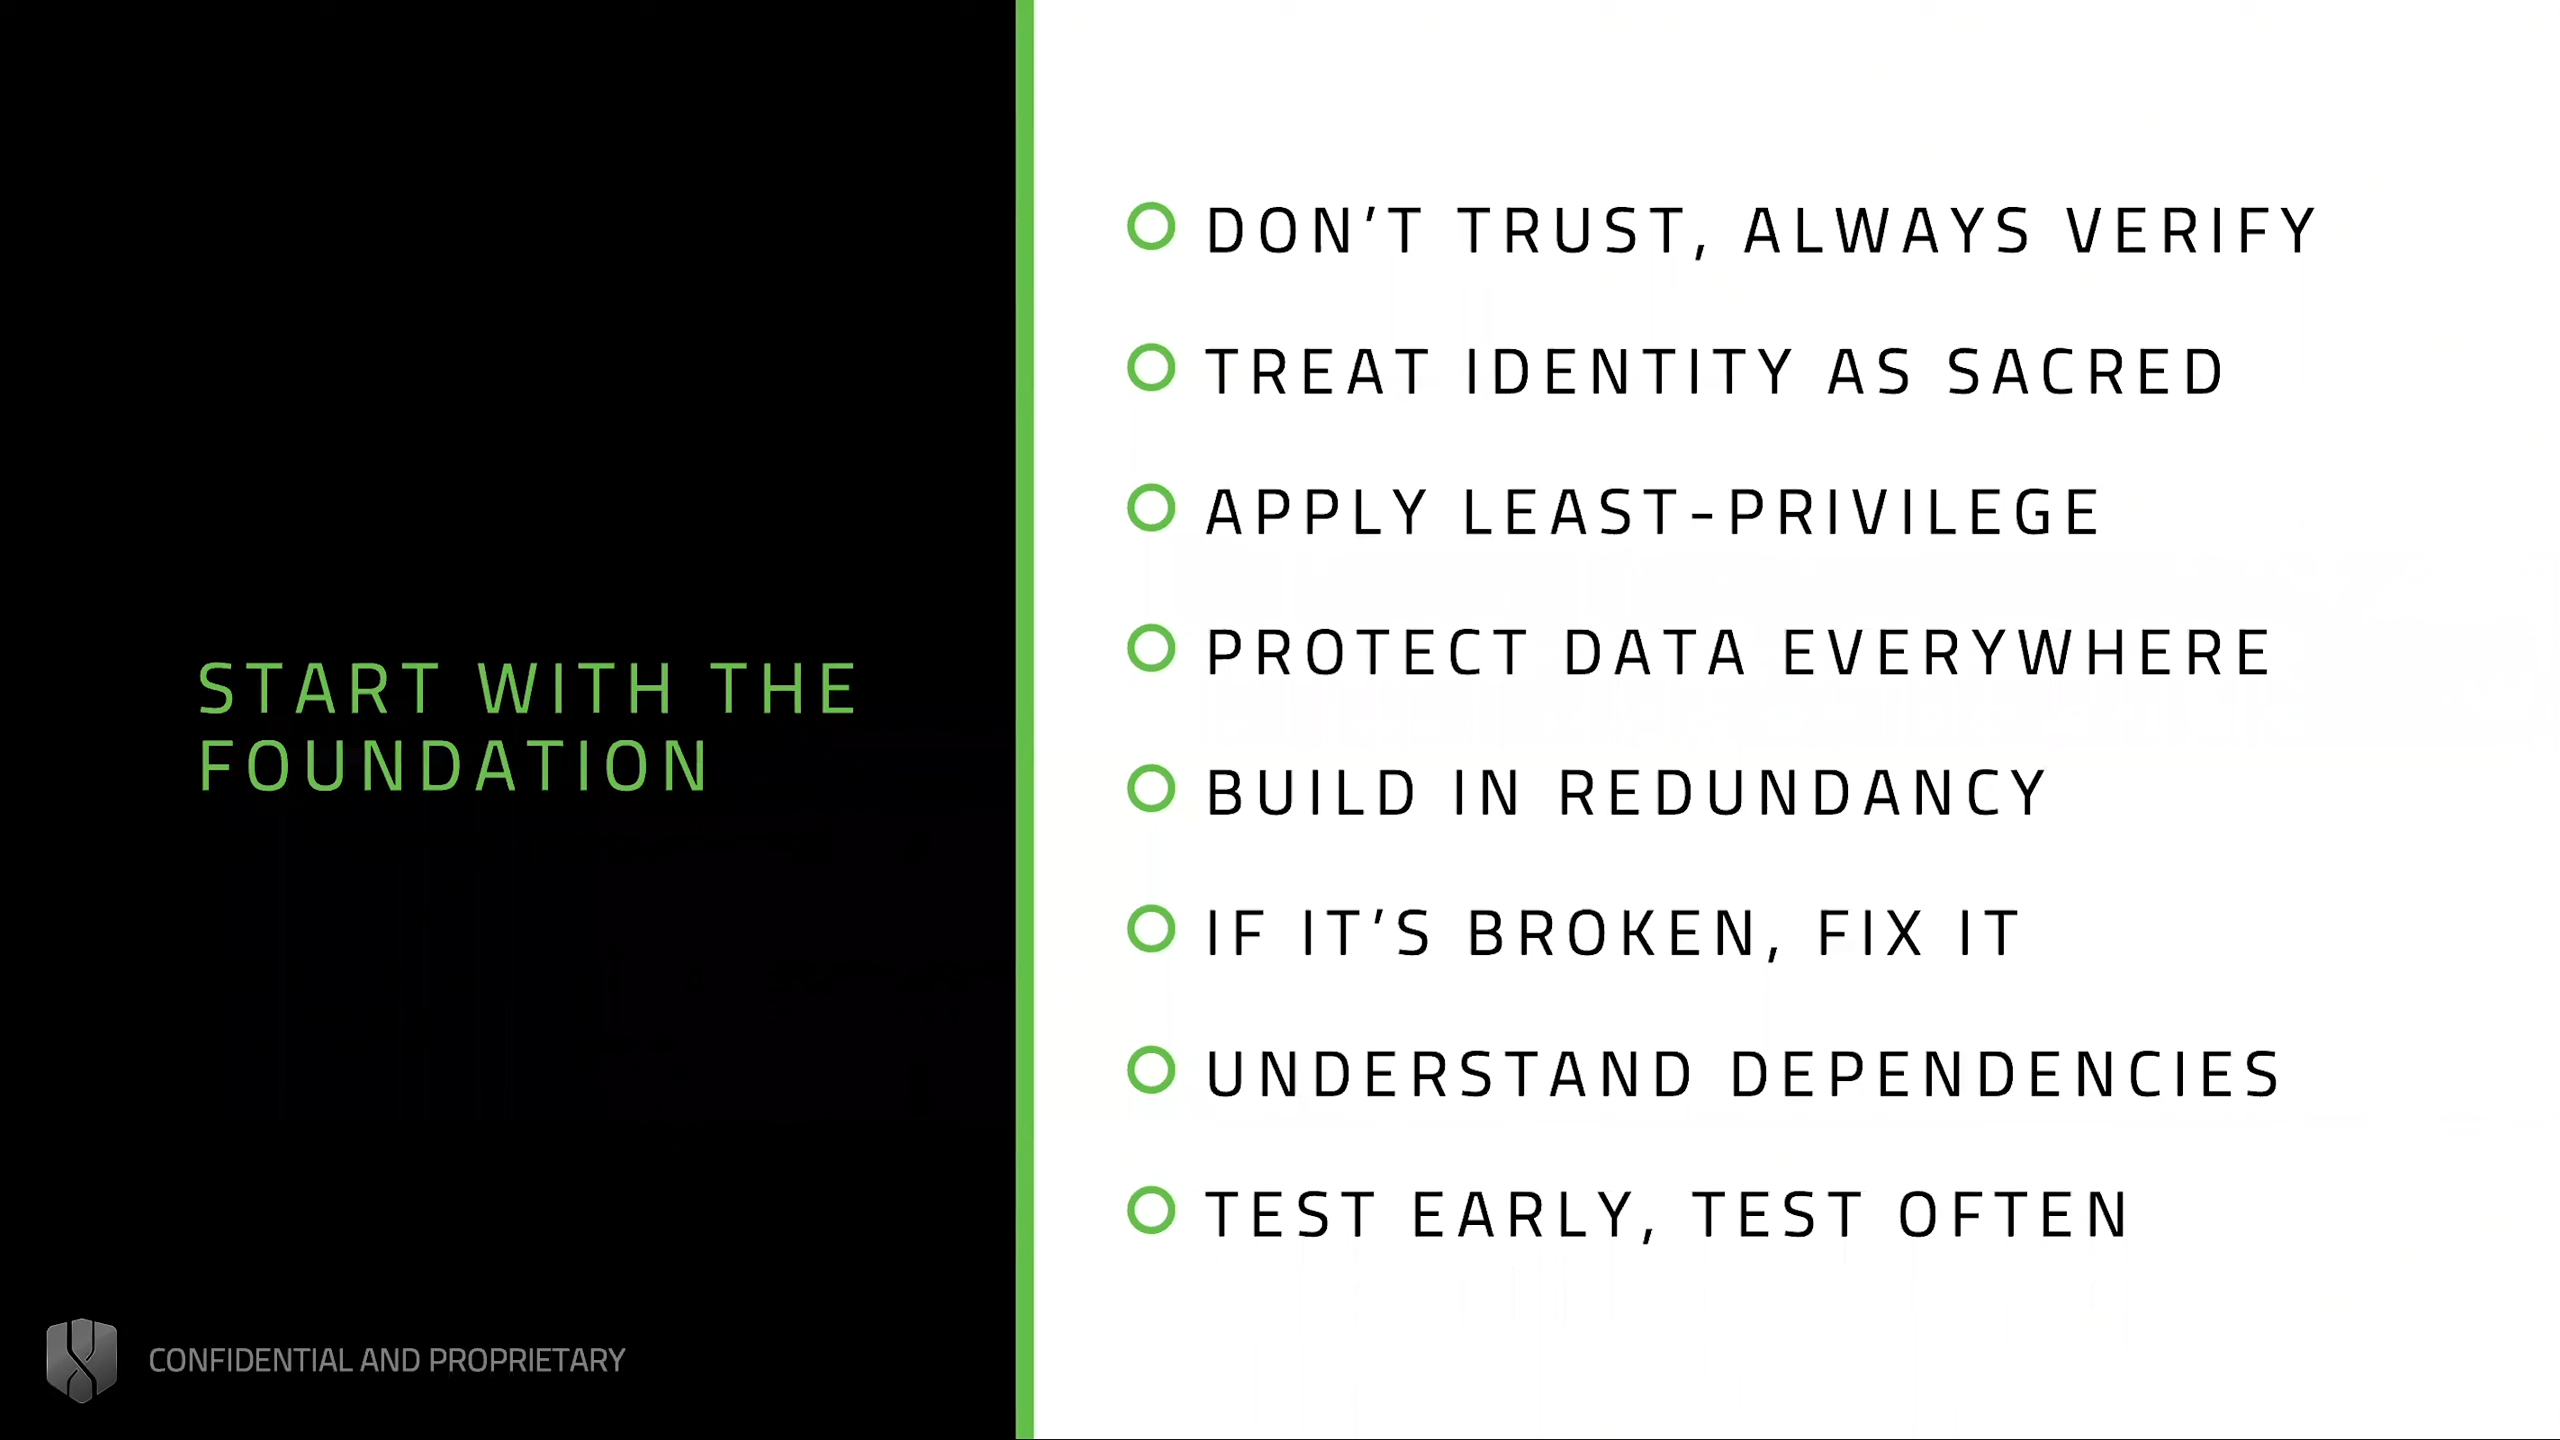 START WITH THE
FOUNDATION
DON’T TRUST, ALWAYS VERIFY
TREAT IDENTITY AS SACRED
APPLY LEAST-PRIVILEGE
PROTECT DATA EVERYWHERE
BUILD IN REDUNDANCY
IF IT’S BROKEN, FIX IT
UNDERSTAND DEPENDENCIES
TEST EARLY, TEST OFTEN
CONFIDENTIAL AND PROPRIETARY